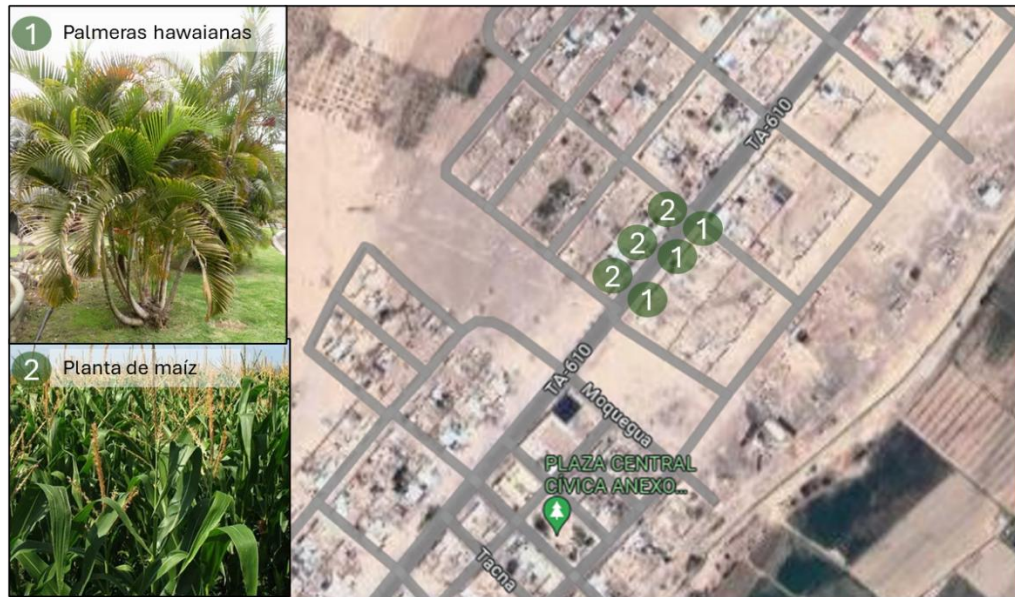 1 Palmeras hawaianas
2 Planta de maíz
TA-610
2
1
2
1
2
1
TA-610
Moquegua
PLAZA CENTRAL
CÍVICA ANEXO...
Tacna